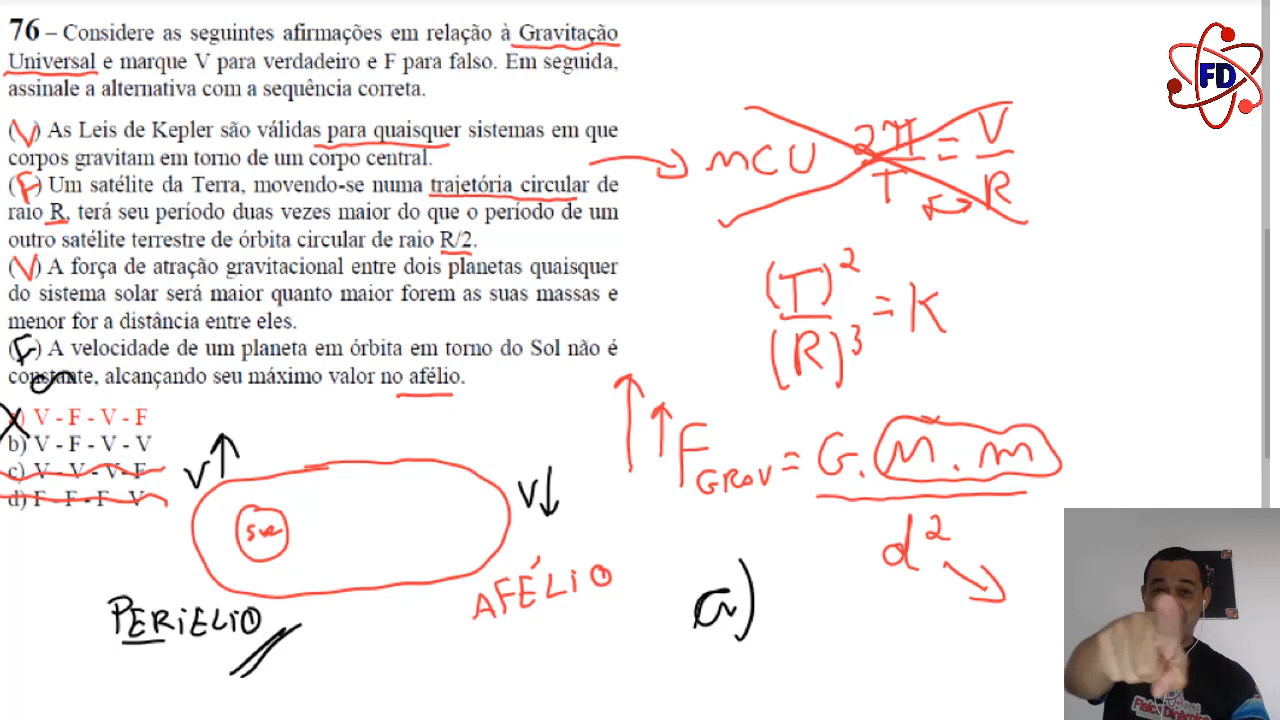 76 – Considere as seguintes afirmações em relação à Gravitação
Universal e marque V para verdadeiro e F para falso. Em seguida,
assinale a alternativa com a sequência correta.
(V) As Leis de Kepler são válidas para quaisquer sistemas em que
corpos gravitam em torno de um corpo central.
(F) Um satélite da Terra, movendo-se numa trajetória circular de
raio R, terá seu período duas vezes maior do que o período de um
outro satélite terrestre de órbita circular de raio R/2.
(V) A força de atração gravitacional entre dois planetas quaisquer
do sistema solar será maior quanto maior forem as suas massas e
menor for a distância entre eles.
(F) A velocidade de um planeta em órbita em torno do Sol não é
constante, alcançando seu máximo valor no afélio.
a) V - F - V - F
b) V - F - V - V
c) V - V - V - F
d) F - F - F - V
MCU 2π/T = V/R
(T)²/(R)³ = K
F GRAV = G. M . m / d²
V
V
Sol
AFÉLIO
PERIÉLIO
a)
FD
Física Dinâmica